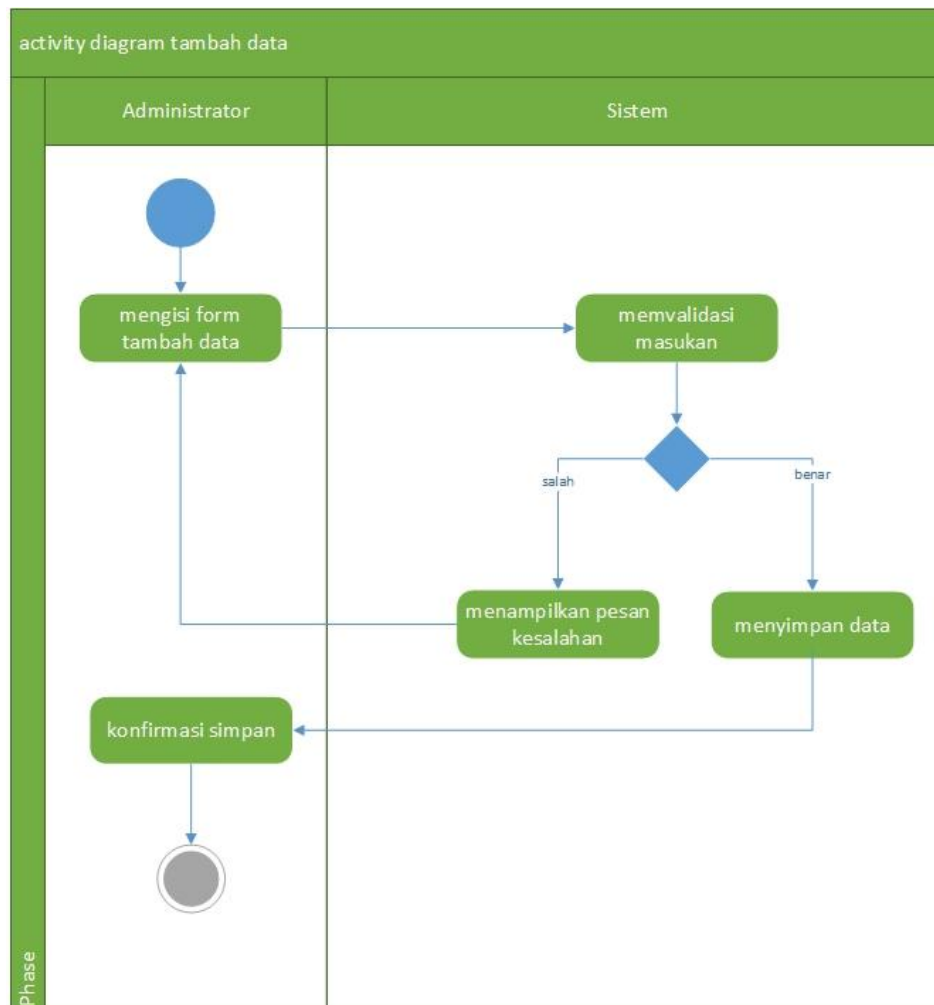 activity diagram tambah data
Administrator
Sistem
mengisi form
tambah data
memvalidasi
masukan
salah
benar
menampilkan pesan
kesalahan
menyimpan data
konfirmasi simpan
Phase